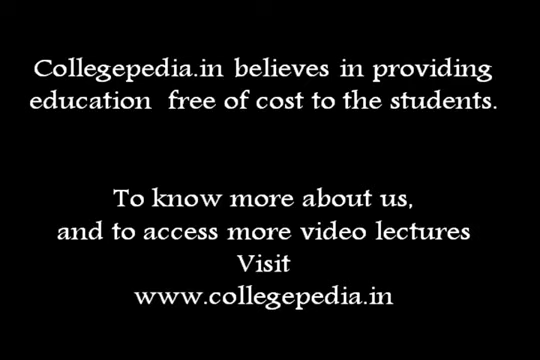 Collegepedia.in believes in providing
education free of cost to the students.
To know more about us,
and to access more video lectures
Visit
www.collegepedia.in